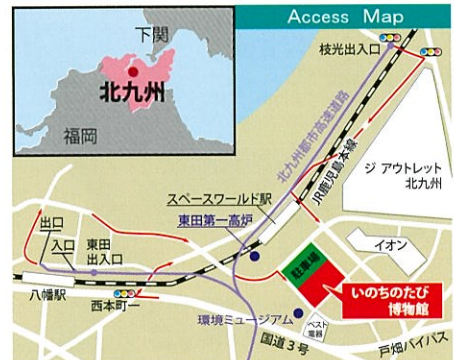 Access Map
下関
北九州
福岡
枝光出入口
北九州都市高速道路
JR鹿児島本線
ジ アウトレット
北九州
スペースワールド駅
東田第一高炉
出口
入口
東田
出入口
イオン
駐車場
いのちのたび
博物館
八幡駅
西本町一
環境ミュージアム
ベスト
電器
国道3号
戸畑バイパス